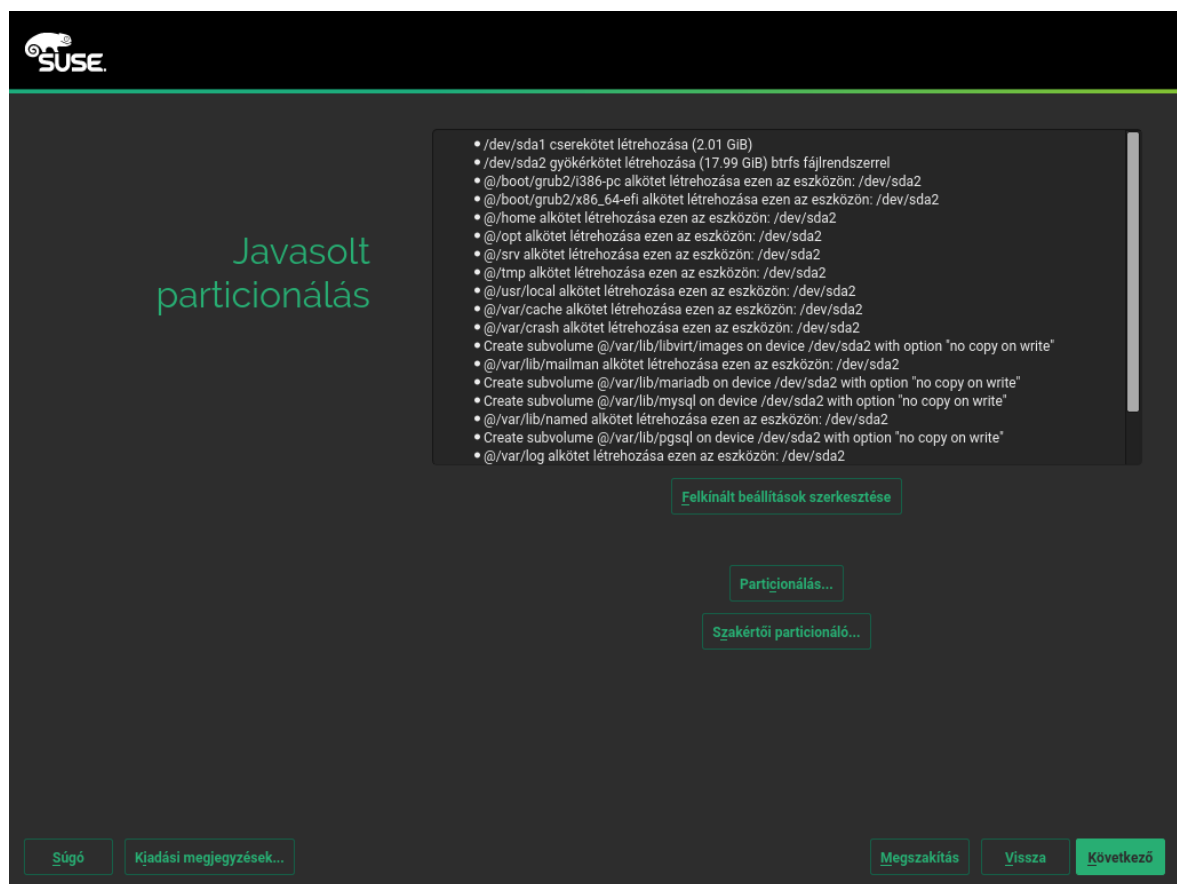 SUSE.
Javasolt
particionálás
• /dev/sda1 cserekötet létrehozása (2.01 GiB)
• /dev/sda2 gyökérkötet létrehozása (17.99 GiB) btrfs fájlrendszerrel
• @/boot/grub2/i386-pc alkötet létrehozása ezen az eszközön: /dev/sda2
• @/boot/grub2/x86_64-efi alkötet létrehozása ezen az eszközön: /dev/sda2
• @/home alkötet létrehozása ezen az eszközön: /dev/sda2
• @/opt alkötet létrehozása ezen az eszközön: /dev/sda2
• @/srv alkötet létrehozása ezen az eszközön: /dev/sda2
• @/tmp alkötet létrehozása ezen az eszközön: /dev/sda2
• @/usr/local alkötet létrehozása ezen az eszközön: /dev/sda2
• @/var/cache alkötet létrehozása ezen az eszközön: /dev/sda2
• @/var/crash alkötet létrehozása ezen az eszközön: /dev/sda2
• Create subvolume @/var/lib/libvirt/images on device /dev/sda2 with option "no copy on write"
• @/var/lib/mailman alkötet létrehozása ezen az eszközön: /dev/sda2
• Create subvolume @/var/lib/mariadb on device /dev/sda2 with option "no copy on write"
• Create subvolume @/var/lib/mysql on device /dev/sda2 with option "no copy on write"
• @/var/lib/named alkötet létrehozása ezen az eszközön: /dev/sda2
• Create subvolume @/var/lib/pgsql on device /dev/sda2 with option "no copy on write"
• @/var/log alkötet létrehozása ezen az eszközön: /dev/sda2
Felkínált beállítások szerkesztése
Particionálás...
Szakértői particionáló...
Súgó
Kiadási megjegyzések...
Megszakítás
Vissza
Következő